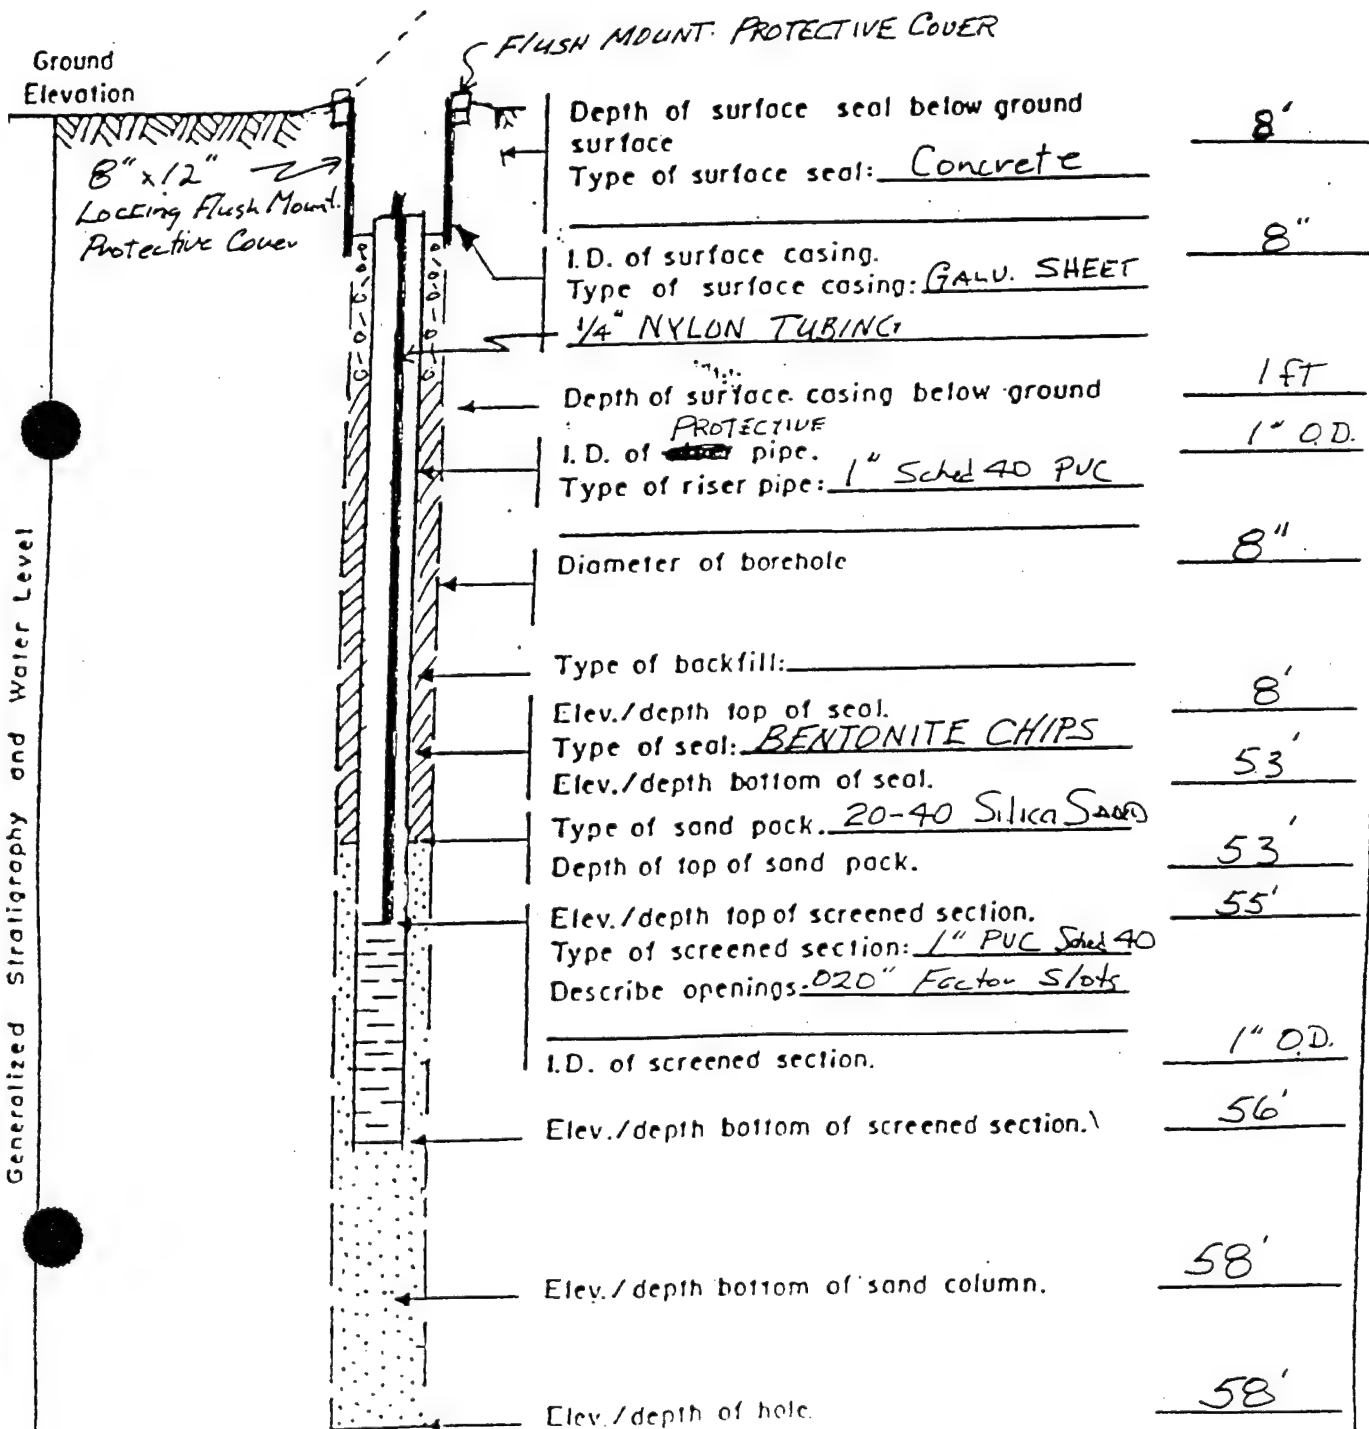 FLUSH MOUNT PROTECTIVE COVER
Ground
Elevation
8" x 12"
Locking Flush Mount
Protective Cover
Depth of surface seal below ground
surface
8'
Type of surface seal: Concrete
I.D. of surface casing.
8"
Type of surface casing: GALV. SHEET
1/4" NYLON TUBING
Depth of surface casing below ground
1 fT
PROTECTIVE
I.D. of pipe.
1" O.D.
Type of riser pipe: 1" Sched 40 PVC
Diameter of borehole
8"
Type of backfill:
Elev./depth top of seal.
8'
Type of seal: BENTONITE CHIPS
Elev./depth bottom of seal.
53'
Type of sand pack. 20-40 Silica SAND
Depth of top of sand pack.
53'
Elev./depth top of screened section.
55'
Type of screened section: 1" PVC Sched 40
Describe openings. .020" Factor Slots
I.D. of screened section.
1" O.D.
Elev./depth bottom of screened section.\
56'
Elev./depth bottom of sand column.
58'
Elev./depth of hole.
58'
Generalized Stratigraphy and Water Level